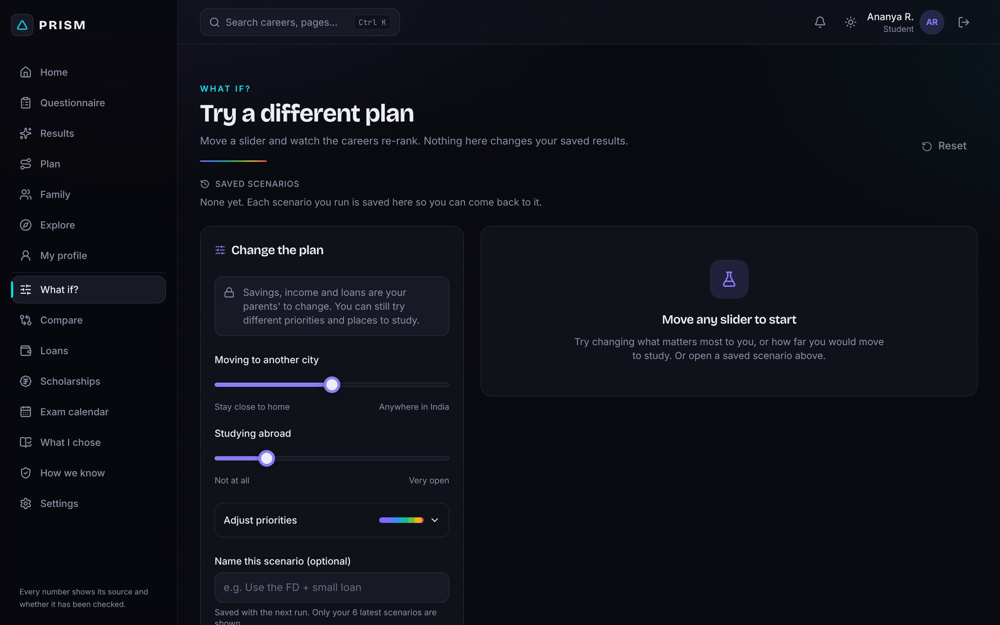 PRISM
Search careers, pages...
Ctrl K
Ananya R.
Student
AR
Home
Questionnaire
Results
Plan
Family
Explore
My profile
What if?
Compare
Loans
Scholarships
Exam calendar
What I chose
How we know
Settings
Every number shows its source and
whether it has been checked.
WHAT IF?
Try a different plan
Move a slider and watch the careers re-rank. Nothing here changes your saved results.
Reset
SAVED SCENARIOS
None yet. Each scenario you run is saved here so you can come back to it.
Change the plan
Savings, income and loans are your
parents' to change. You can still try
different priorities and places to study.
Moving to another city
Stay close to home
Anywhere in India
Studying abroad
Not at all
Very open
Adjust priorities
Name this scenario (optional)
e.g. Use the FD + small loan
Saved with the next run. Only your 6 latest scenarios are
shown
Move any slider to start
Try changing what matters most to you, or how far you would move
to study. Or open a saved scenario above.